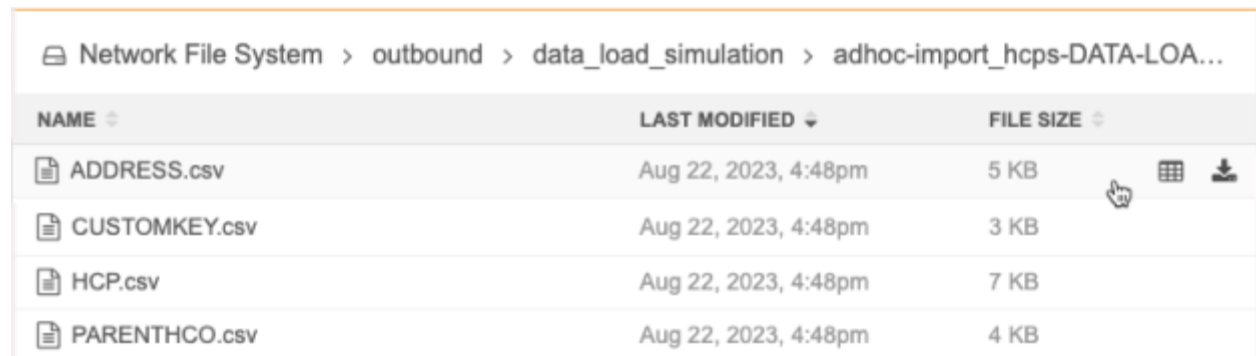 Network File System > outbound > data_load_simulation > adhoc-import_hcps-DATA-LOA...
NAME LAST MODIFIED FILE SIZE
ADDRESS.csv Aug 22, 2023, 4:48pm 5 KB
CUSTOMKEY.csv Aug 22, 2023, 4:48pm 3 KB
HCP.csv Aug 22, 2023, 4:48pm 7 KB
PARENTHCO.csv Aug 22, 2023, 4:48pm 4 KB